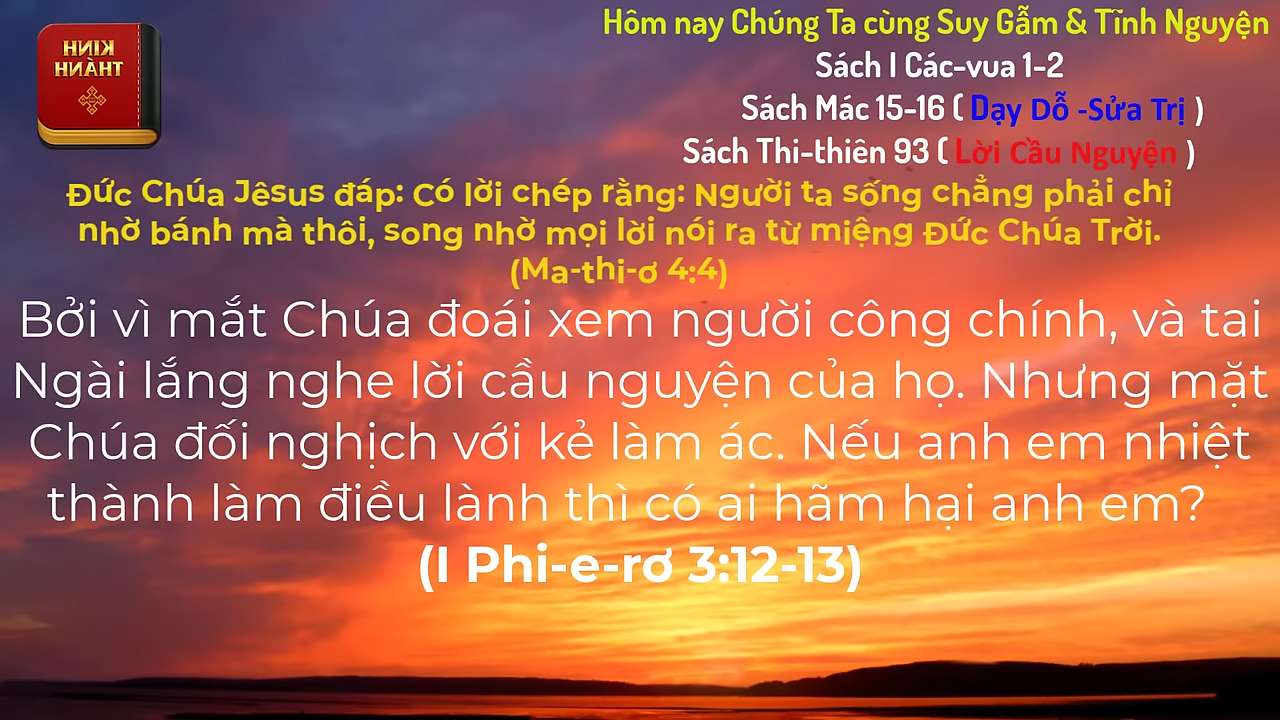 KINH
THÁNH
Hôm nay Chúng Ta cùng Suy Gẫm & Tĩnh Nguyện
Sách I Các-vua 1-2
Sách Mác 15-16 ( Dạy Dỗ -Sửa Trị )
Sách Thi-thiên 93 ( Lời Cầu Nguyện )
Đức Chúa Jêsus đáp: Có lời chép rằng: Người ta sống chẳng phải chỉ
nhờ bánh mà thôi, song nhờ mọi lời nói ra từ miệng Đức Chúa Trời.
(Ma-thi-ơ 4:4)
Bởi vì mắt Chúa đoái xem người công chính, và tai
Ngài lắng nghe lời cầu nguyện của họ. Nhưng mặt
Chúa đối nghịch với kẻ làm ác. Nếu anh em nhiệt
thành làm điều lành thì có ai hãm hại anh em?
(I Phi-e-rơ 3:12-13)